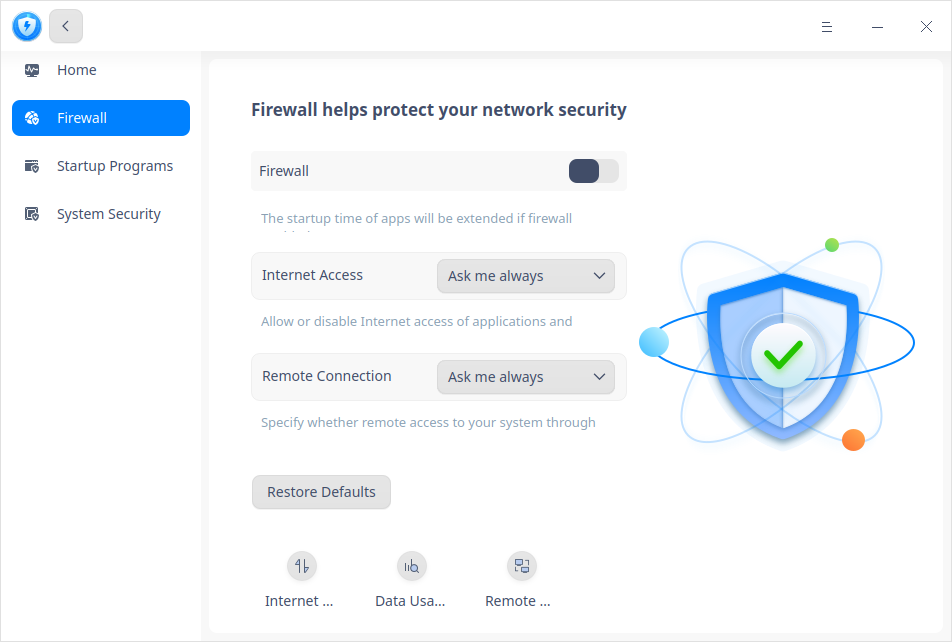 Home
Firewall
Startup Programs
System Security
Firewall helps protect your network security
Firewall
The startup time of apps will be extended if firewall
Internet Access
Ask me always
Allow or disable Internet access of applications and
Remote Connection
Ask me always
Specify whether remote access to your system through
Restore Defaults
Internet ...
Data Usa...
Remote ...